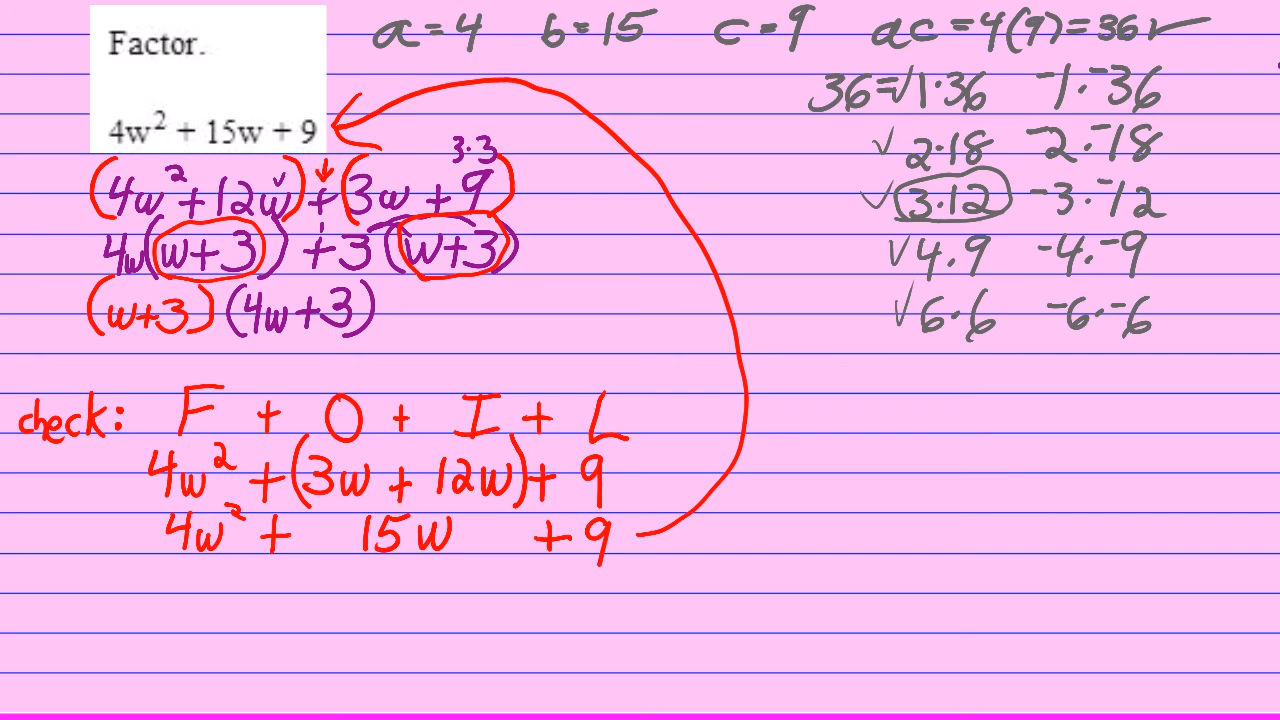 Factor.
4w² + 15w + 9
a = 4 b = 15 c = 9 ac = 4(9) = 36 ✓
36 = ✓ 1·36 ⁻1·⁻36
✓ 2·18 ⁻2·⁻18
✓ 3·12 ⁻3·⁻12
✓ 4·9 ⁻4·⁻9
✓ 6·6 ⁻6·⁻6
3·3
(4w² + 12w) + (3w + 9)
4w(w + 3) + 3(w + 3)
(w + 3)(4w + 3)
check: F + O + I + L
4w² + (3w + 12w) + 9
4w² + 15w + 9